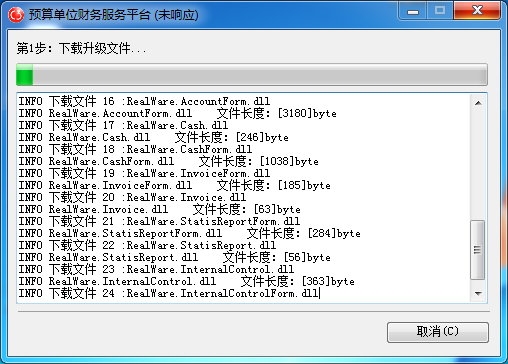 预算单位财务服务平台 (未响应)
第1步: 下载升级文件...
INFO 下载文件 16 :RealWare.AccountForm.dll
INFO RealWare.AccountForm.dll 文件长度: [3180]byte
INFO 下载文件 17 :RealWare.Cash.dll
INFO RealWare.Cash.dll 文件长度: [246]byte
INFO 下载文件 18 :RealWare.CashForm.dll
INFO RealWare.CashForm.dll 文件长度: [1038]byte
INFO 下载文件 19 :RealWare.InvoiceForm.dll
INFO RealWare.InvoiceForm.dll 文件长度: [185]byte
INFO 下载文件 20 :RealWare.Invoice.dll
INFO RealWare.Invoice.dll 文件长度: [63]byte
INFO 下载文件 21 :RealWare.StatisReportForm.dll
INFO RealWare.StatisReportForm.dll 文件长度: [284]byte
INFO 下载文件 22 :RealWare.StatisReport.dll
INFO RealWare.StatisReport.dll 文件长度: [56]byte
INFO 下载文件 23 :RealWare.InternalControl.dll
INFO RealWare.InternalControl.dll 文件长度: [363]byte
INFO 下载文件 24 :RealWare.InternalControlForm.dll
取消(C)